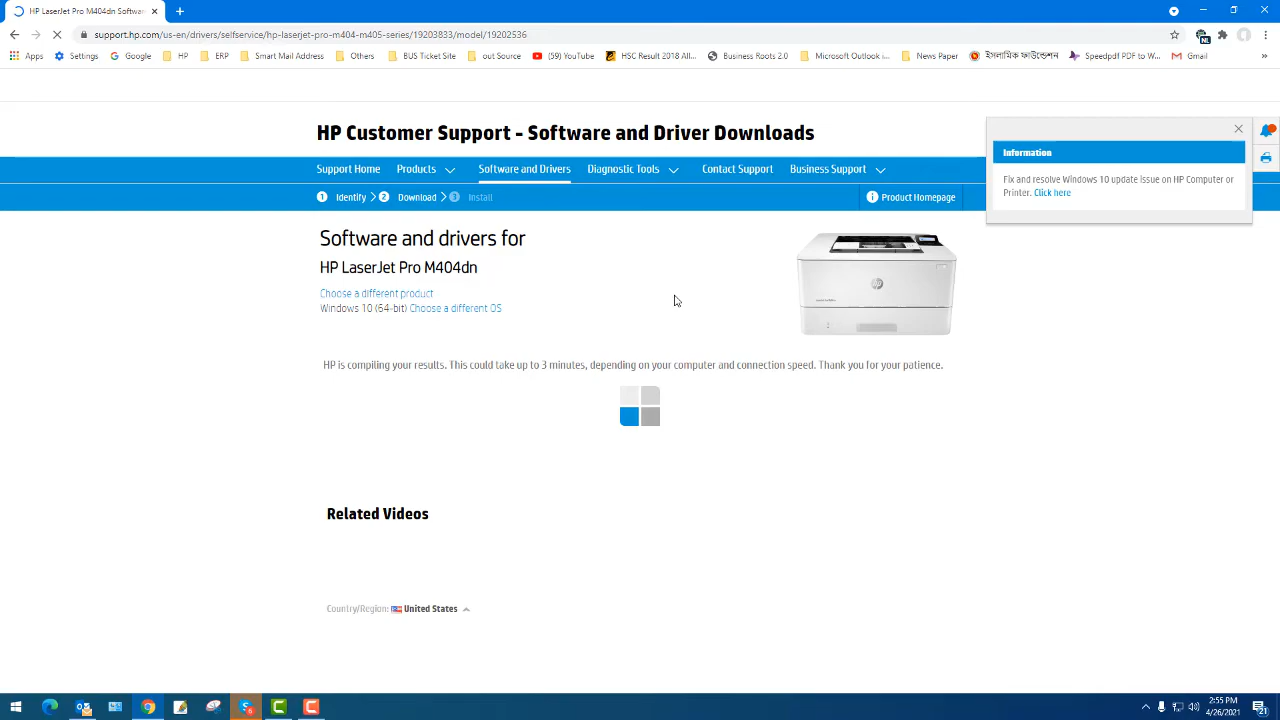 HP LaserJet Pro M404dn Softwar
support.hp.com/us-en/drivers/selfservice/hp-laserjet-pro-m404-m405-series/19203833/model/19202536
Apps Settings Google HP ERP Smart Mail Address Others BUS Ticket Site out Source (59) YouTube HSC Result 2018 All... Business Roots 2.0 Microsoft Outlook i... News Paper ইসলামিক ফাউন্ডেশন Speedpdf PDF to W... Gmail »
HP Customer Support - Software and Driver Downloads
Support Home Products Software and Drivers Diagnostic Tools Contact Support Business Support
1 Identify 2 Download 3 Install
Product Homepage
Information
Fix and resolve Windows 10 update issue on HP Computer or
Printer. Click here
Software and drivers for
HP LaserJet Pro M404dn
Choose a different product
Windows 10 (64-bit) Choose a different OS
HP is compiling your results. This could take up to 3 minutes, depending on your computer and connection speed. Thank you for your patience.
Related Videos
Country/Region: United States
2:55 PM
4/26/2021